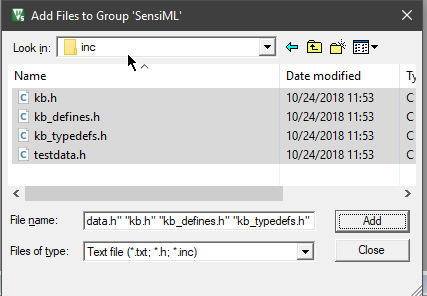 Add Files to Group 'SensiML'
Look in: inc
Name Date modified Ty
kb.h 10/24/2018 11:53 C
kb_defines.h 10/24/2018 11:53 C
kb_typedefs.h 10/24/2018 11:53 C
testdata.h 10/24/2018 11:53 C
File name: data.h" "kb.h" "kb_defines.h" "kb_typedefs.h" Add
Files of type: Text file (*.txt; *.h; *.inc) Close